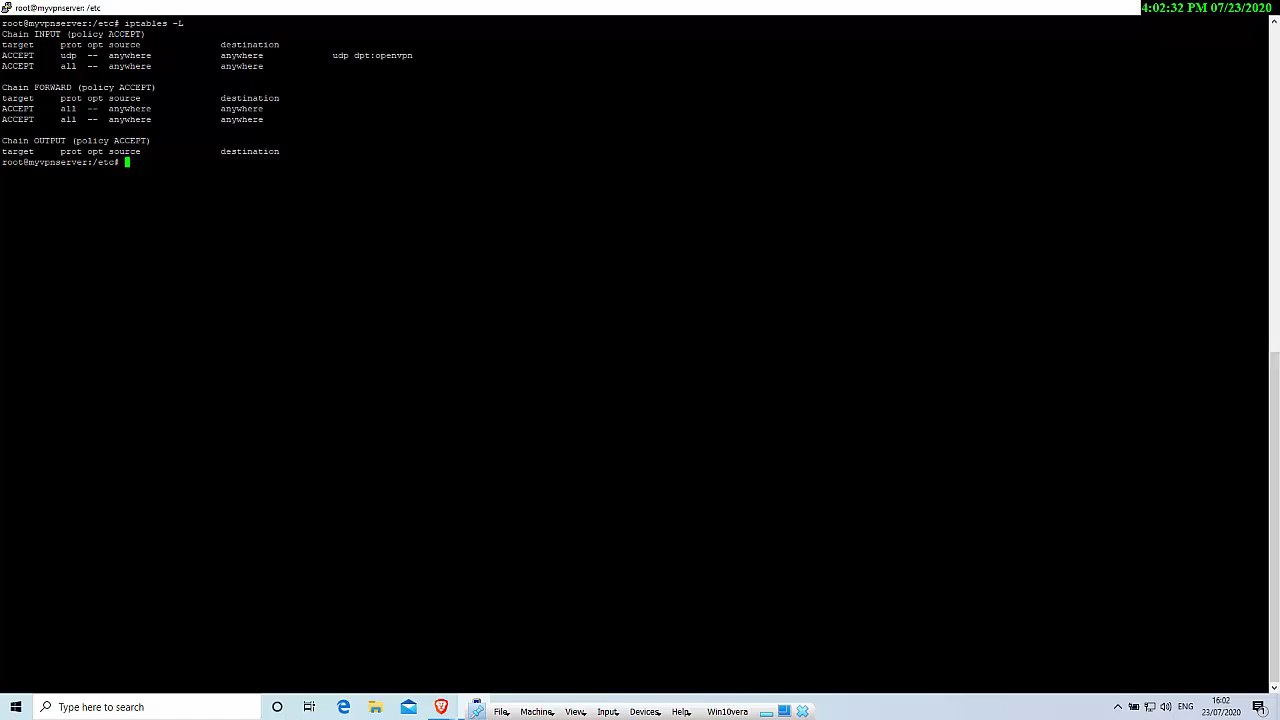 root@myvpnserver: /etc
4:02:32 PM 07/23/2020
root@myvpnserver:/etc# iptables -L
Chain INPUT (policy ACCEPT)
target     prot opt source               destination
ACCEPT     udp  --  anywhere             anywhere             udp dpt:openvpn
ACCEPT     all  --  anywhere             anywhere
Chain FORWARD (policy ACCEPT)
target     prot opt source               destination
ACCEPT     all  --  anywhere             anywhere
ACCEPT     all  --  anywhere             anywhere
Chain OUTPUT (policy ACCEPT)
target     prot opt source               destination
root@myvpnserver:/etc#
Type here to search
File Machine View Input Devices Help Win10vera
ENG
16:02
23/07/2020
1